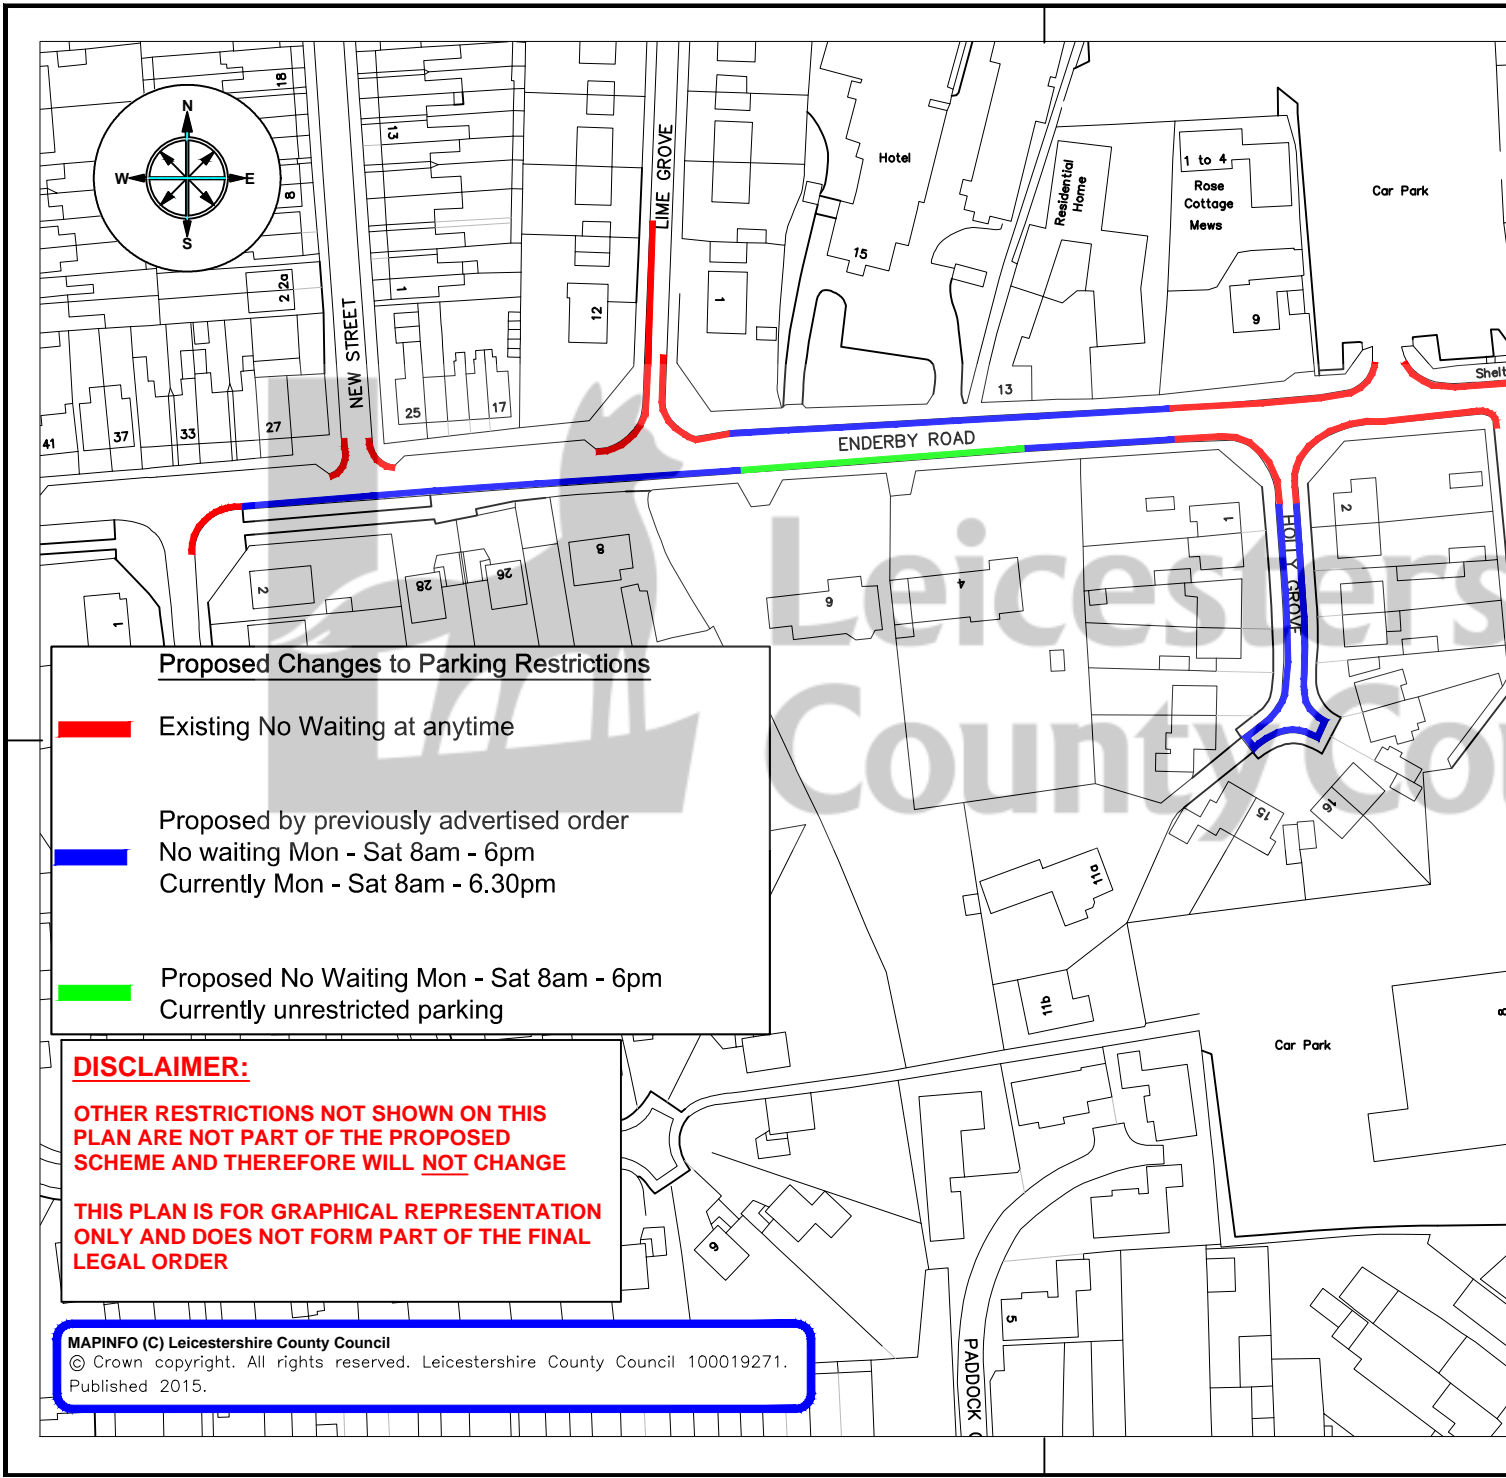 N
W E
S
18
13
8
2 2a
1
NEW STREET
LIME GROVE
12
1
Hotel
15
Residential
Home
1 to 4
Rose
Cottage
Mews
9
Car Park
13
41
37
33
27
25
17
ENDERBY ROAD
HOLLY GROVE
1
2
28
26
8
6
4
1
2
15
16
11a
11b
Leicesters
County Cou
Proposed Changes to Parking Restrictions
Existing No Waiting at anytime
Proposed by previously advertised order
No waiting Mon - Sat 8am - 6pm
Currently Mon - Sat 8am - 6.30pm
Proposed No Waiting Mon - Sat 8am - 6pm
Currently unrestricted parking
Car Park
8
DISCLAIMER:
OTHER RESTRICTIONS NOT SHOWN ON THIS
PLAN ARE NOT PART OF THE PROPOSED
SCHEME AND THEREFORE WILL NOT CHANGE
THIS PLAN IS FOR GRAPHICAL REPRESENTATION
ONLY AND DOES NOT FORM PART OF THE FINAL
LEGAL ORDER
9
5
PADDOCK
MAPINFO (C) Leicestershire County Council
© Crown copyright. All rights reserved. Leicestershire County Council 100019271.
Published 2015.